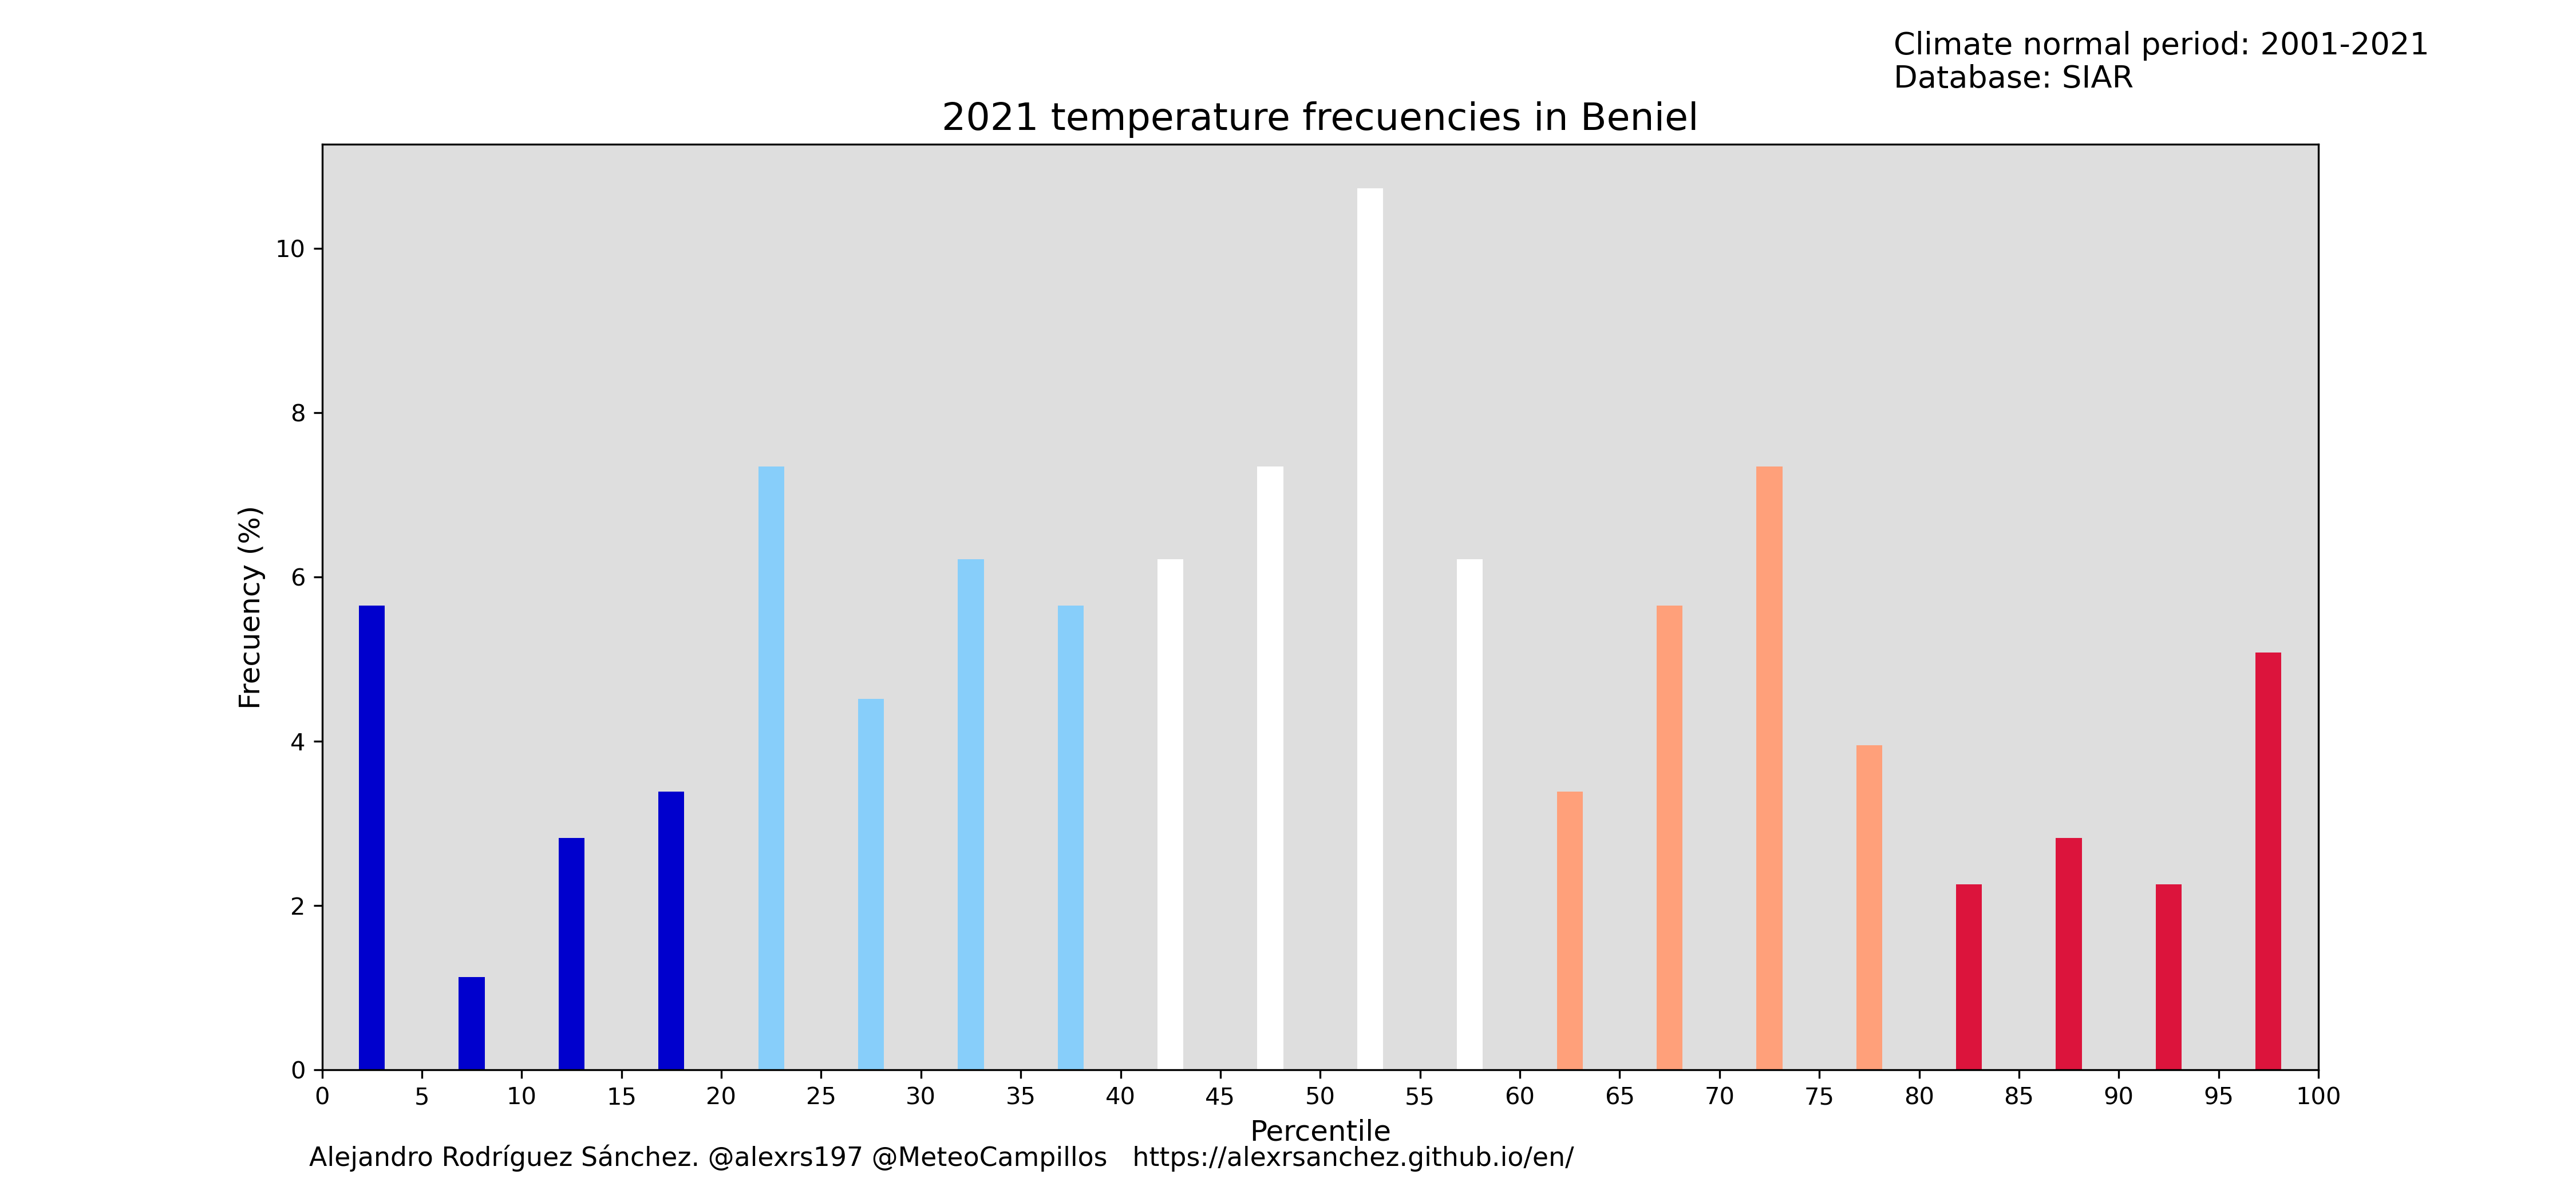 Climate normal period: 2001-2021
Database: SIAR
2021 temperature frecuencies in Beniel
Frecuency (%)
10
8
6
4
2
0
0 5 10 15 20 25 30 35 40 45 50 55 60 65 70 75 80 85 90 95 100
Percentile
Alejandro Rodríguez Sánchez. @alexrs197 @MeteoCampillos https://alexrsanchez.github.io/en/